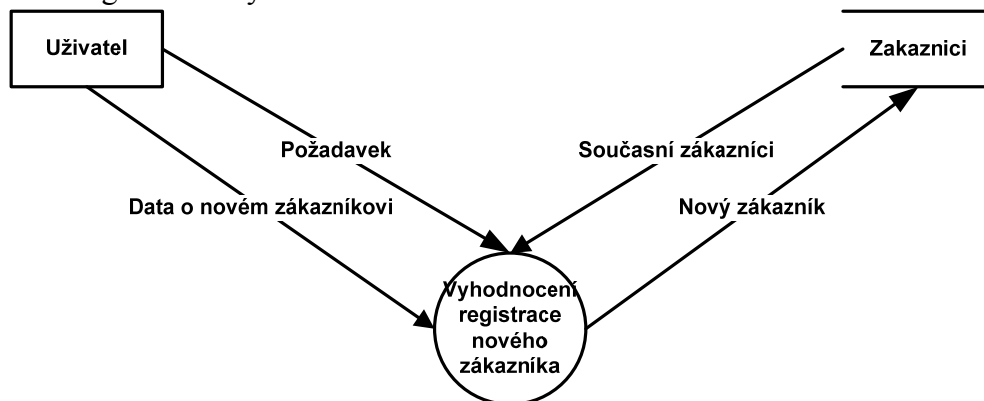 Uživatel
Zakaznici
Požadavek
Současní zákazníci
Data o novém zákazníkovi
Nový zákazník
Vyhodnocení
registrace
nového
zákazníka